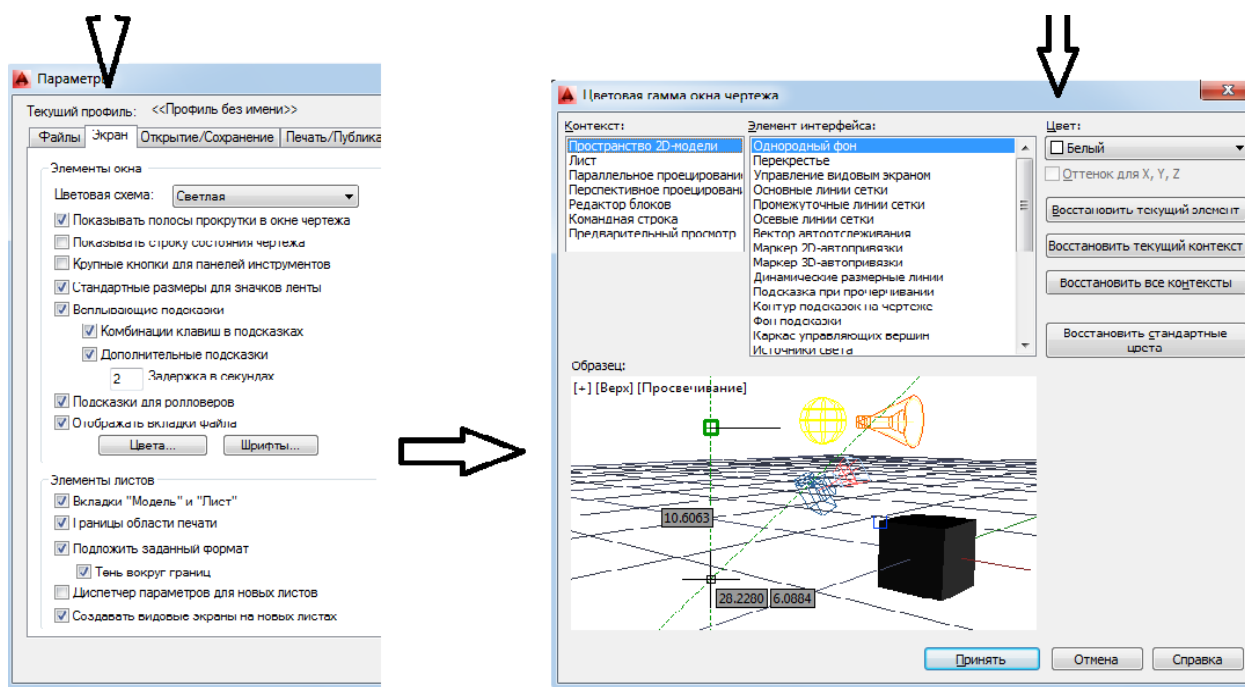 Параметры
Текущий профиль: <<Профиль без имени>>
Файлы Экран Открытие/Сохранение Печать/Публика
Элементы окна
Цветовая схема: Светлая
Показывать полосы прокрутки в окне чертежа
Показывать строку состояния чертежа
Крупные кнопки для панелей инструментов
Стандартные размеры для значков ленты
Всплывающие подсказки
Комбинации клавиш в подсказках
Дополнительные подсказки
2 Задержка в секундах
Подсказки для ролловеров
Отображать вкладки файла
Цвета... Шрифты...
Элементы листов
Вкладки "Модель" и "Лист"
Границы области печати
Подложить заданный формат
Тень вокруг границ
Диспетчер параметров для новых листов
Создавать видовые экраны на новых листах
Цветовая гамма окна чертежа
X
Контекст:
Пространство 2D-модели
Лист
Параллельное проецировани
Перспективное проецирован
Редактор блоков
Командная строка
Предварительный просмотр
Элемент интерфейса:
Однородный фон
Перекрестье
Управление видовым экраном
Основные линии сетки
Промежуточные линии сетки
Осевые линии сетки
Вектор автоотслеживания
Маркер 2D-автопривязки
Маркер 3D-автопривязки
Динамические размерные линии
Подсказка при прочерчивании
Контур подсказок на чертеже
Фон подсказки
Каркас управляющих вершин
Источники света
Цвет:
Белый
Оттенок для X, Y, Z
Восстановить текущий элемент
Восстановить текущий контекст
Восстановить все контексты
Восстановить стандартные
цвета
Образец:
[+] [Верх] [Просвечивание]
10.6063
28.2280 6.0884
Принять Отмена Справка